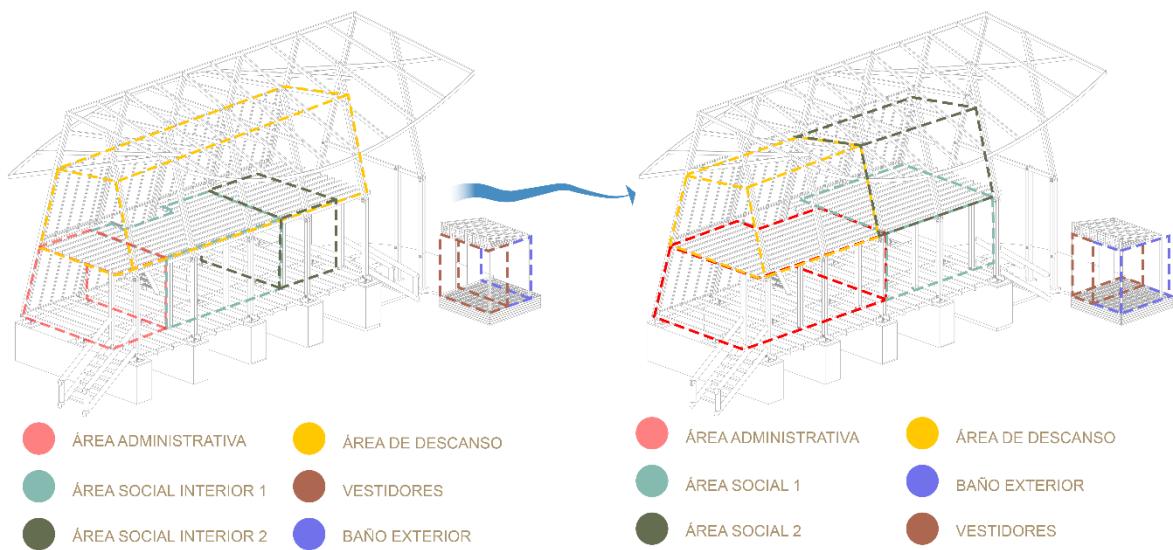 ÁREA ADMINISTRATIVA
ÁREA DE DESCANSO
ÁREA SOCIAL INTERIOR 1
VESTIDORES
ÁREA SOCIAL INTERIOR 2
BAÑO EXTERIOR
ÁREA ADMINISTRATIVA
ÁREA DE DESCANSO
ÁREA SOCIAL 1
BAÑO EXTERIOR
ÁREA SOCIAL 2
VESTIDORES